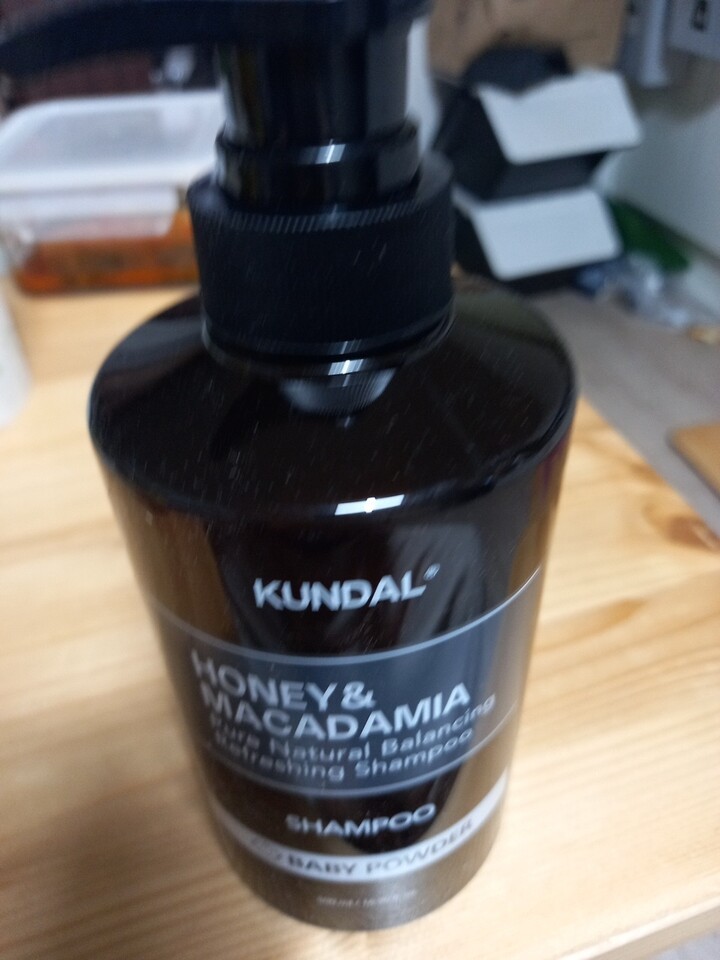 KUNDAL®
HONEY &
MACADAMIA
Pure Natural Balancing
Refreshing Shampoo
SHAMPOO
BABY POWDER